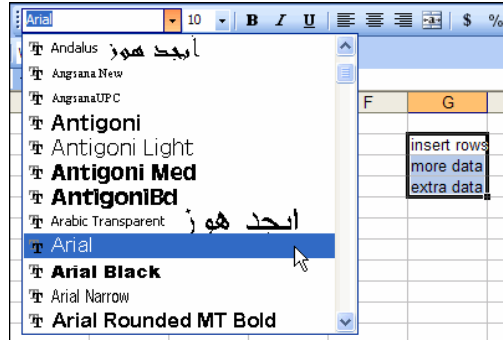 Arial 10 B I U $ %
Andalus أبجد هوز
Angsana New
AngsanaUPC
F G
Antigoni
Antigoni Light
insert rows
Antigoni Med
more data
AntigoniBd
extra data
Arabic Transparent أبجد هوز
Arial
Arial Black
Arial Narrow
Arial Rounded MT Bold